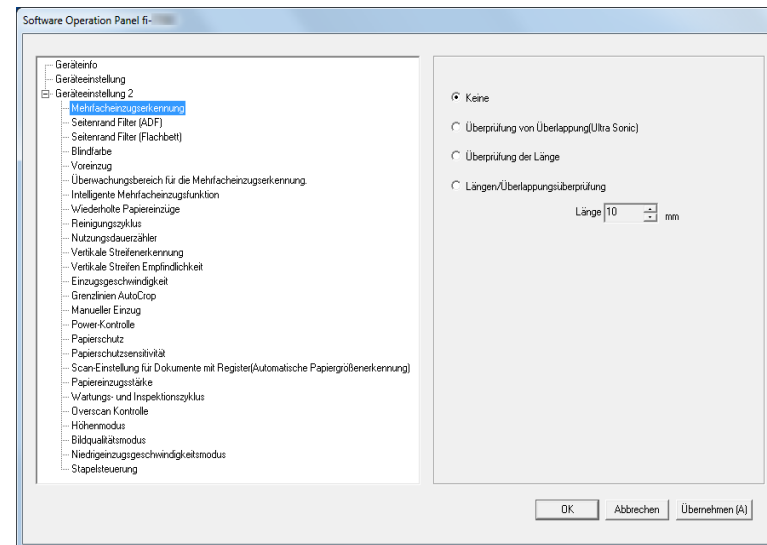 Software Operation Panel fi-
Geräteinfo
Geräteeinstellung
Geräteeinstellung 2
Mehrfacheinzugserkennung
Seitenrand Filter (ADF)
Seitenrand Filter (Flachbett)
Blindfarbe
Voreinzug
Überwachungsbereich für die Mehrfacheinzugserkennung.
Intelligente Mehrfacheinzugsfunktion
Wiederholte Papiereinzüge
Reinigungszyklus
Nutzungsdauerzähler
Vertikale Streifenerkennung
Vertikale Streifen Empfindlichkeit
Einzugsgeschwindigkeit
Grenzlinien AutoCrop
Manueller Einzug
Power-Kontrolle
Papierschutz
Papierschutzsensitivität
Scan-Einstellung für Dokumente mit Register(Automatische Papiergrößenerkennung)
Papiereinzugsstärke
Wartungs- und Inspektionszyklus
Overscan Kontrolle
Höhenmodus
Bildqualitätsmodus
Niedrigeinzugsgeschwindigkeitsmodus
Stapelsteuerung
Keine
Überprüfung von Überlappung(Ultra Sonic)
Überprüfung der Länge
Längen/Überlappungsüberprüfung
Länge 10 mm
OK Abbrechen Übernehmen (A)